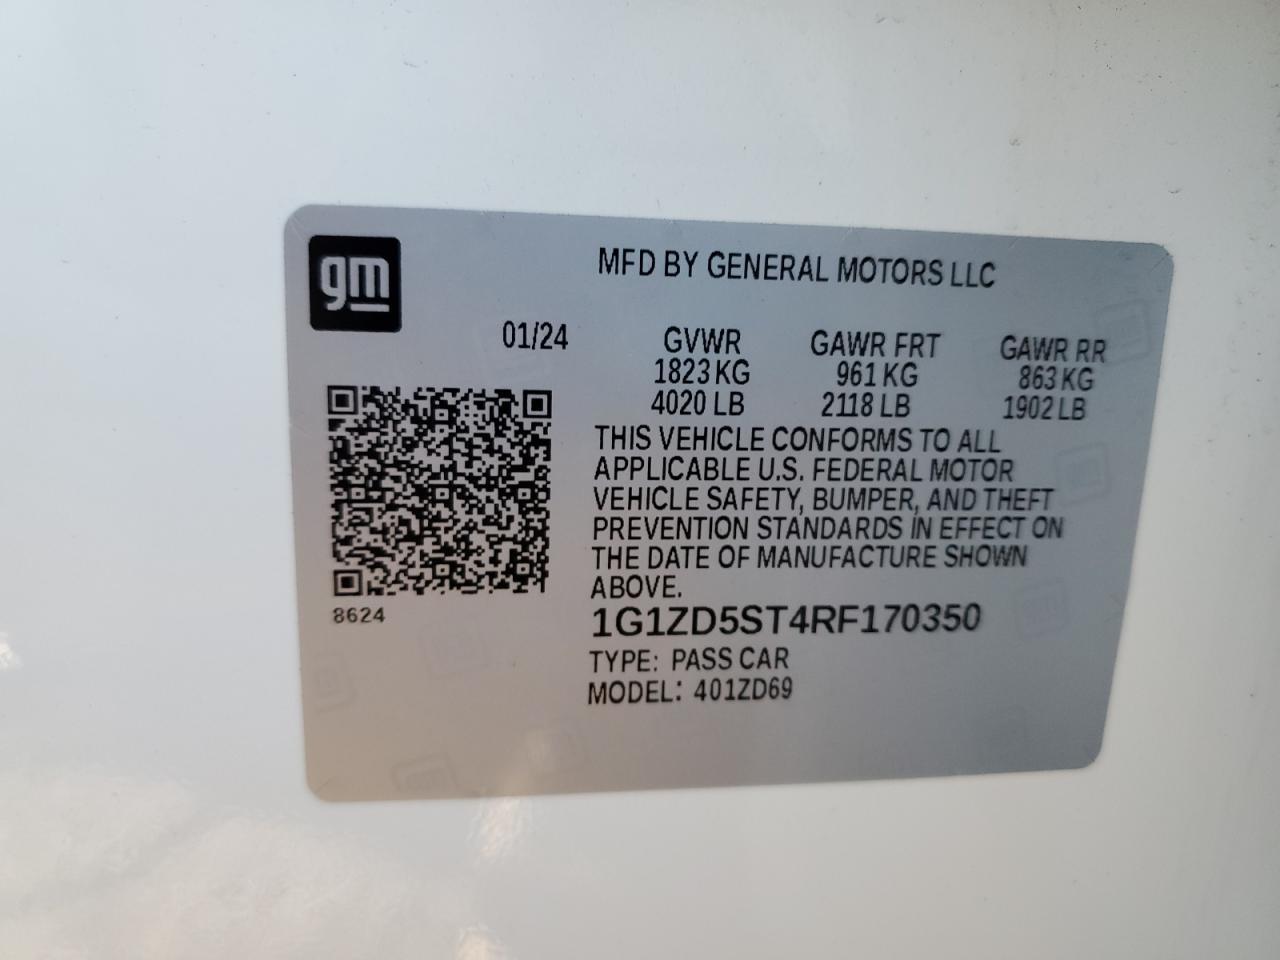 gm
MFD BY GENERAL MOTORS LLC
01/24 GVWR GAWR FRT GAWR RR
1823 KG 961 KG 863 KG
4020 LB 2118 LB 1902 LB
THIS VEHICLE CONFORMS TO ALL
APPLICABLE U.S. FEDERAL MOTOR
VEHICLE SAFETY, BUMPER, AND THEFT
PREVENTION STANDARDS IN EFFECT ON
THE DATE OF MANUFACTURE SHOWN
ABOVE.
8624
1G1ZD5ST4RF170350
TYPE: PASS CAR
MODEL: 401ZD69